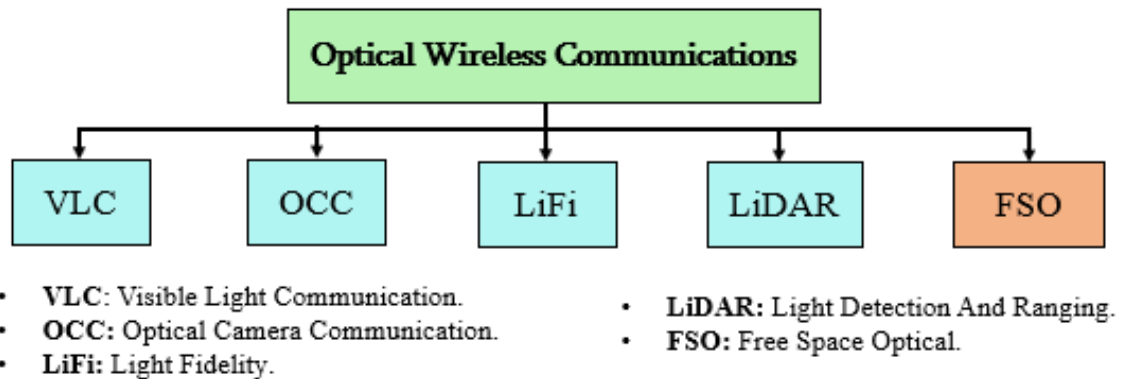 Optical Wireless Communications
VLC
OCC
LiFi
LiDAR
FSO
• VLC: Visible Light Communication.
• OCC: Optical Camera Communication.
• LiFi: Light Fidelity.
• LiDAR: Light Detection And Ranging.
• FSO: Free Space Optical.